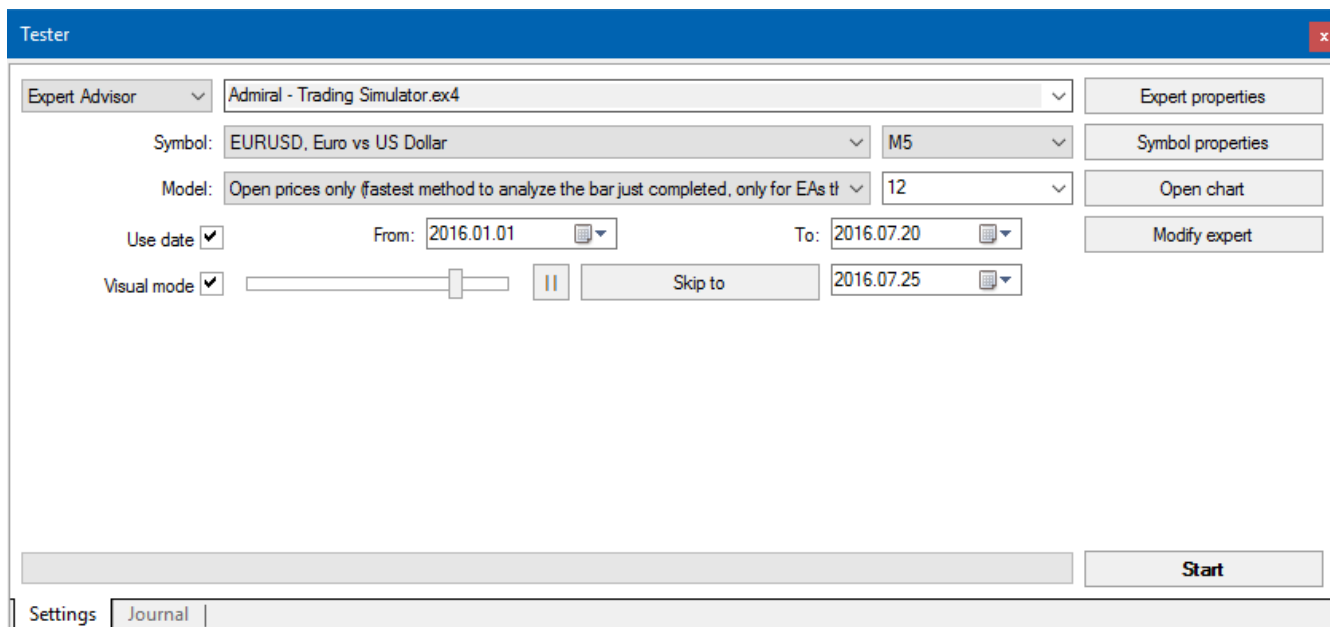 Tester
x
Expert Advisor Admiral - Trading Simulator.ex4 Expert properties
Symbol: EURUSD, Euro vs US Dollar M5 Symbol properties
Model: Open prices only (fastest method to analyze the bar just completed, only for EAs th 12 Open chart
Use date From: 2016.01.01 To: 2016.07.20 Modify expert
Visual mode Skip to 2016.07.25
Start
Settings Journal